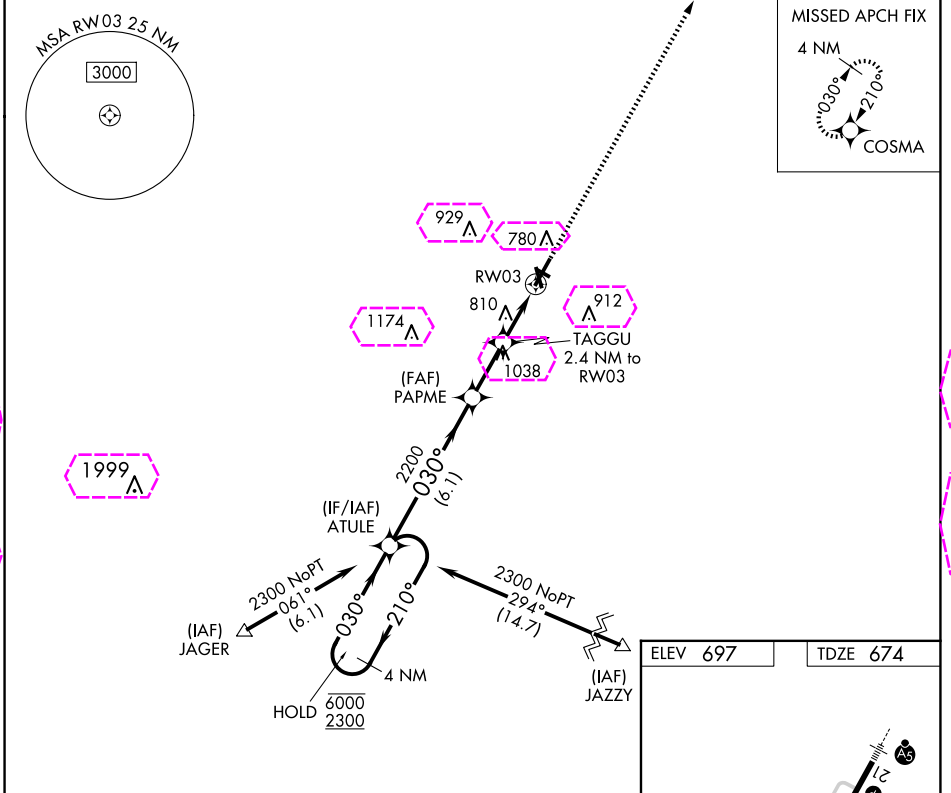 MSA RW03 25 NM
3000
MISSED APCH FIX
4 NM
030°
210°
COSMA
929
780
RW03
810
912
1174
TAGGU
2.4 NM to
RW03
1038
(FAF)
PAPME
2200
030°
(6.1)
1999
(IF/IAF)
ATULE
2300 NoPT
061°
(6.1)
(IAF)
JAGER
030°
210°
4 NM
HOLD
6000
2300
2300 NoPT
294°
(14.7)
(IAF)
JAZZY
ELEV 697
TDZE 674
A5
21